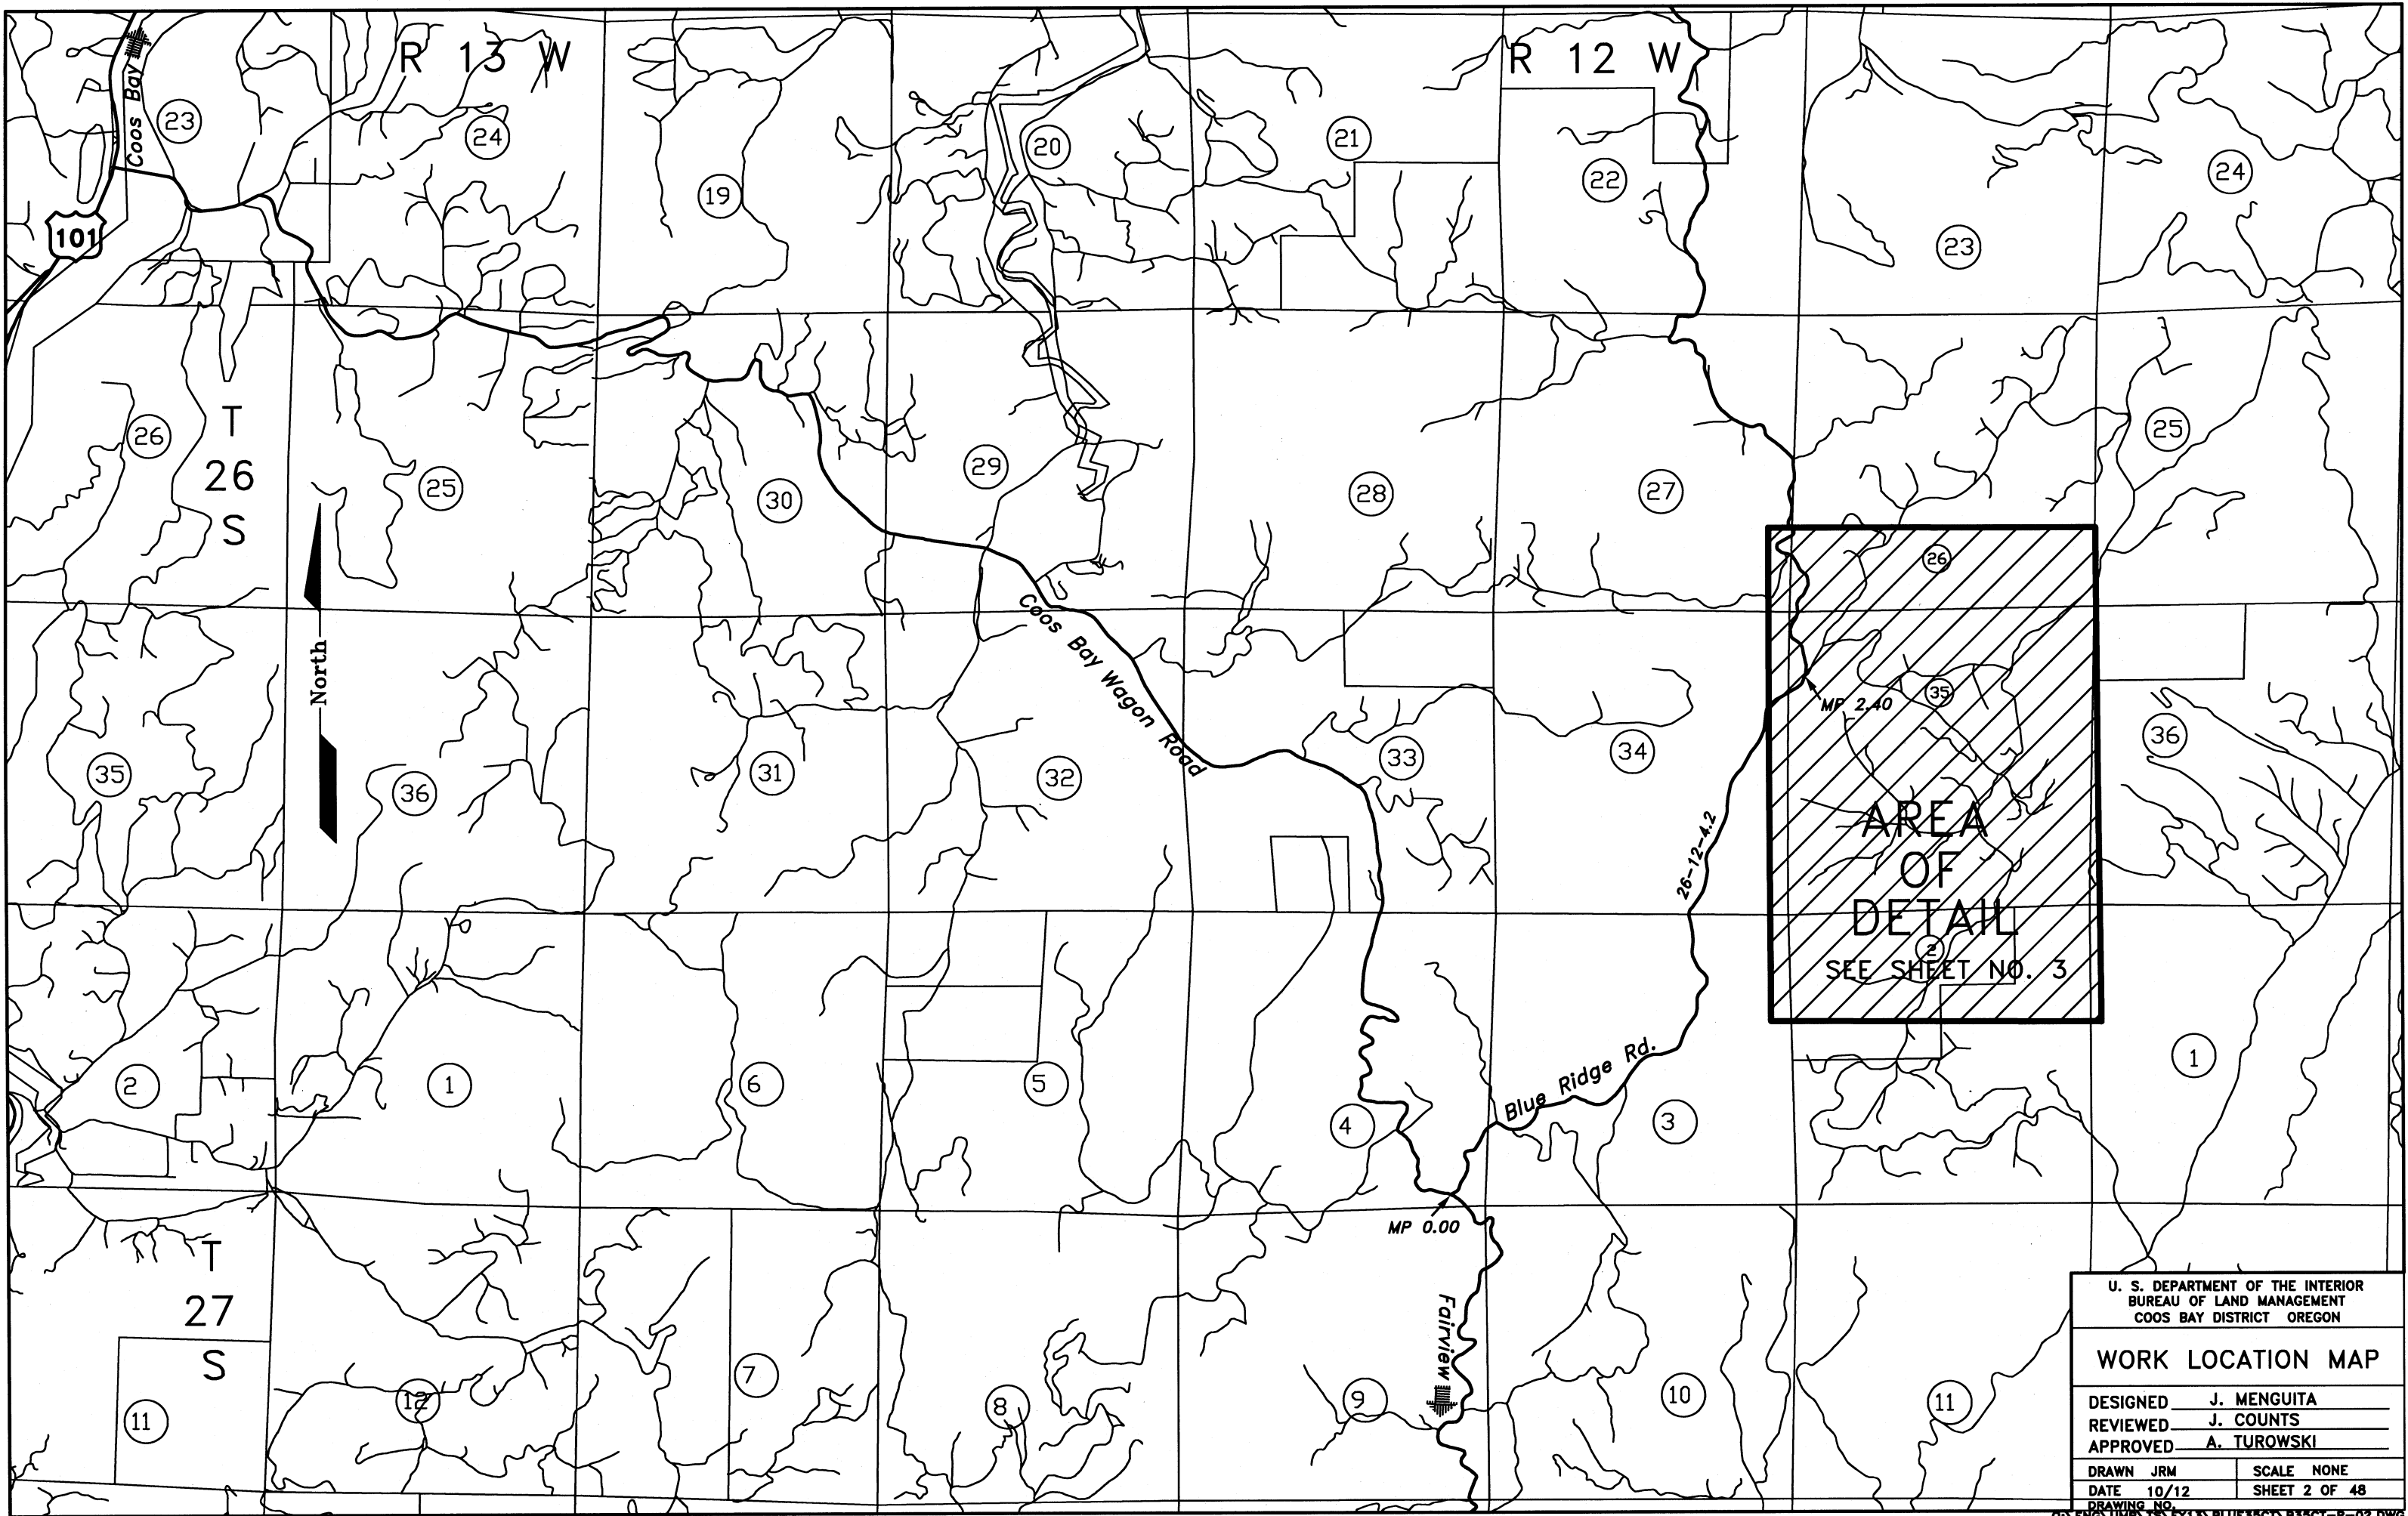 R 13 W
R 12 W
Coos Bay
23
24
19
20
21
22
23
24
101
T
26
S
26
25
30
29
28
27
26
25
North
Coos Bay Wagon Road
35
36
31
32
33
34
35
36
MP 2.40
26-12-4.2
AREA
OF
DETAIL
2
SEE SHEET NO. 3
2
1
6
5
4
3
1
Blue Ridge Rd.
MP 0.00
T
27
S
Fairview
11
12
7
8
9
10
11
U. S. DEPARTMENT OF THE INTERIOR
BUREAU OF LAND MANAGEMENT
COOS BAY DISTRICT OREGON
WORK LOCATION MAP
DESIGNED J. MENGUITA
REVIEWED J. COUNTS
APPROVED A. TUROWSKI
DRAWN JRM
SCALE NONE
DATE 10/12
SHEET 2 OF 48
DRAWING NO.